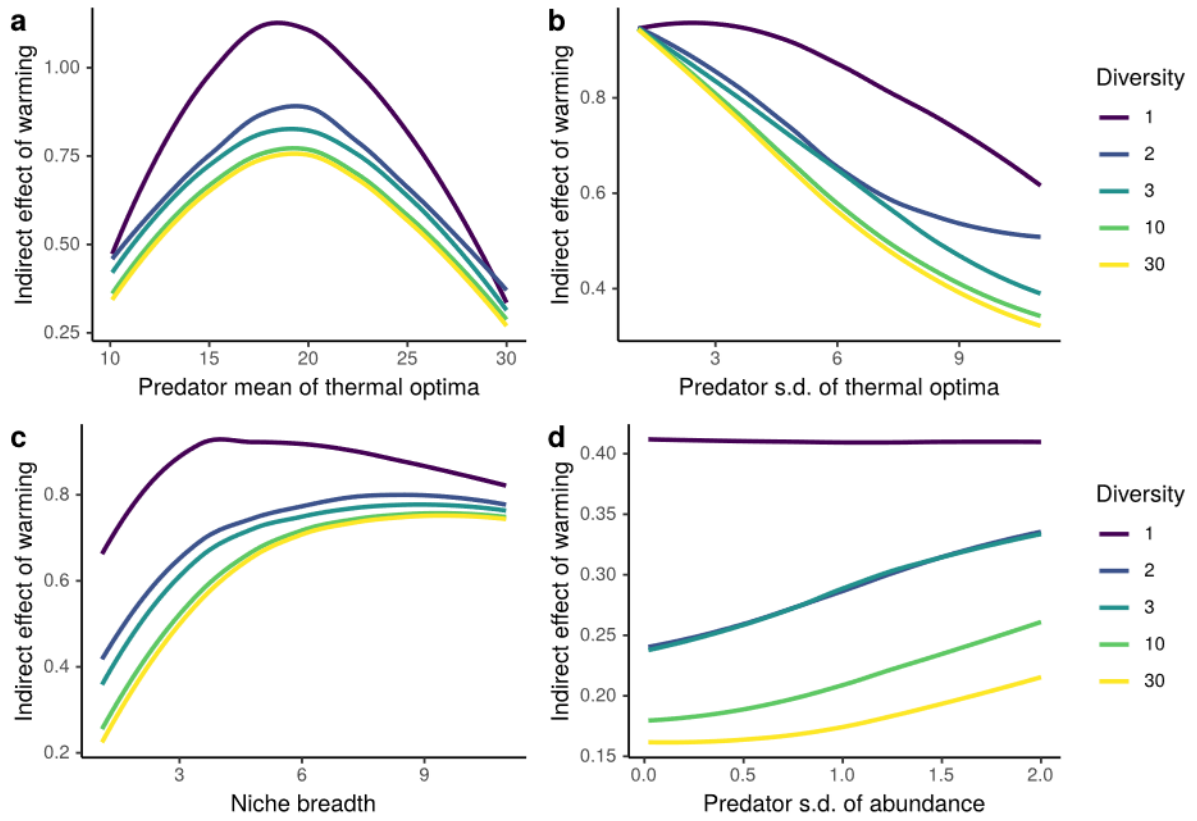 a
Indirect effect of warming
1.00
0.75
0.50
0.25
10 15 20 25 30
Predator mean of thermal optima
b
Indirect effect of warming
0.8
0.6
0.4
3 6 9
Predator s.d. of thermal optima
Diversity
1
2
3
10
30
c
Indirect effect of warming
0.8
0.6
0.4
0.2
3 6 9
Niche breadth
d
Indirect effect of warming
0.40
0.35
0.30
0.25
0.20
0.15
0.0 0.5 1.0 1.5 2.0
Predator s.d. of abundance
Diversity
1
2
3
10
30